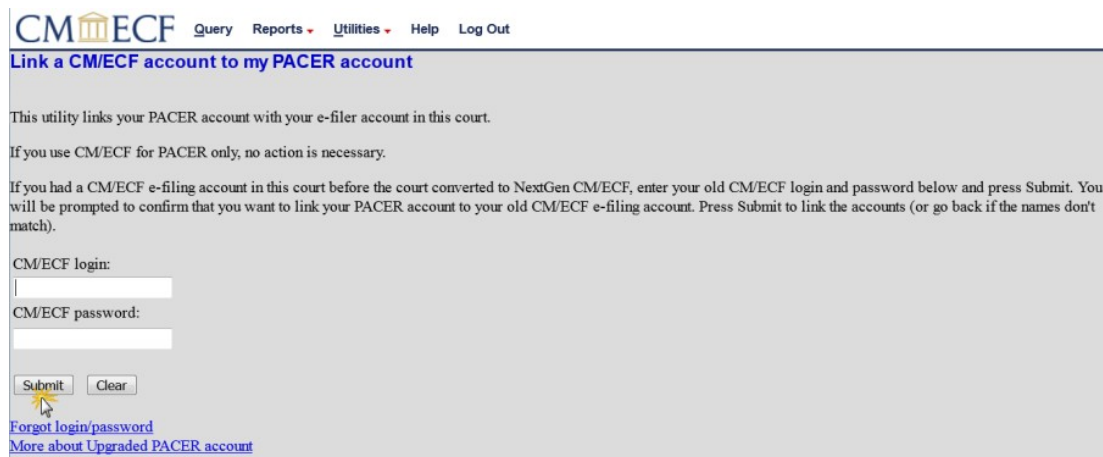 CM ECF Query Reports Utilities Help Log Out
Link a CM/ECF account to my PACER account
This utility links your PACER account with your e-filer account in this court.
If you use CM/ECF for PACER only, no action is necessary.
If you had a CM/ECF e-filing account in this court before the court converted to NextGen CM/ECF, enter your old CM/ECF login and password below and press Submit. You
will be prompted to confirm that you want to link your PACER account to your old CM/ECF e-filing account. Press Submit to link the accounts (or go back if the names don't
match).
CM/ECF login:
CM/ECF password:
Submit Clear
Forgot login/password
More about Upgraded PACER account